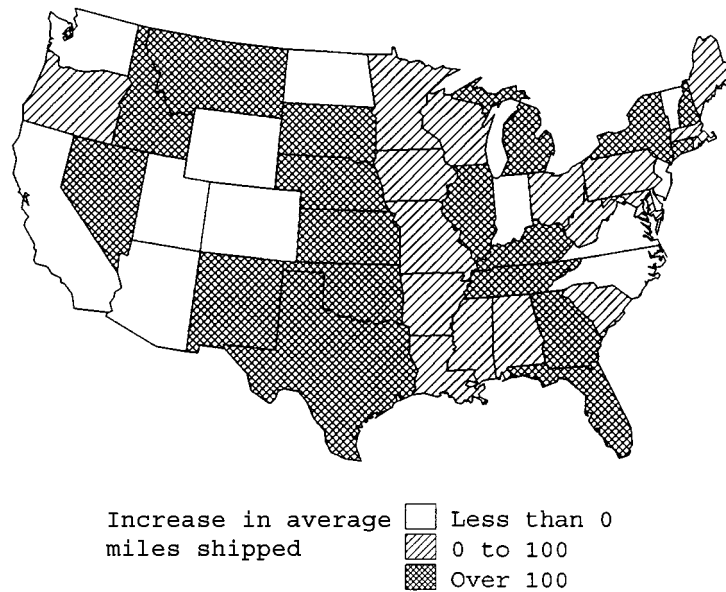 Increase in average
miles shipped
Less than 0
0 to 100
Over 100